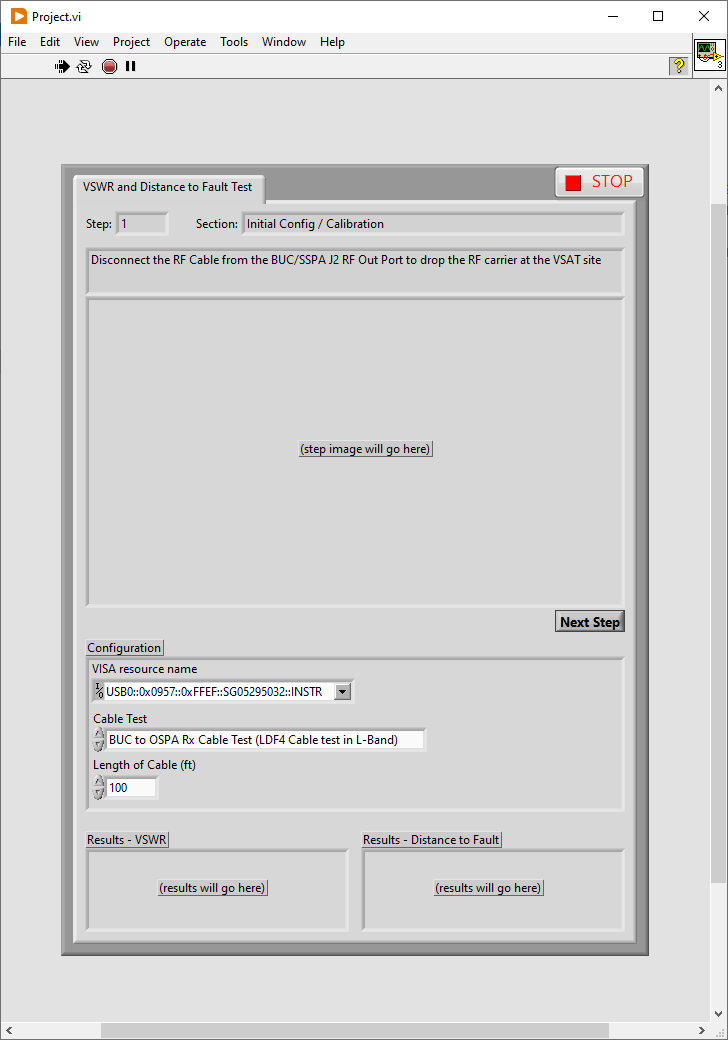 Project.vi
File Edit View Project Operate Tools Window Help
?
3
VSWR and Distance to Fault Test
STOP
Step: 1 Section: Initial Config / Calibration
Disconnect the RF Cable from the BUC/SSPA J2 RF Out Port to drop the RF carrier at the VSAT site
(step image will go here)
Next Step
Configuration
VISA resource name
I/0 USB0::0x0957::0xFFEF::SG05295032::INSTR
Cable Test
BUC to OSPA Rx Cable Test (LDF4 Cable test in L-Band)
Length of Cable (ft)
100
Results - VSWR Results - Distance to Fault
(results will go here) (results will go here)